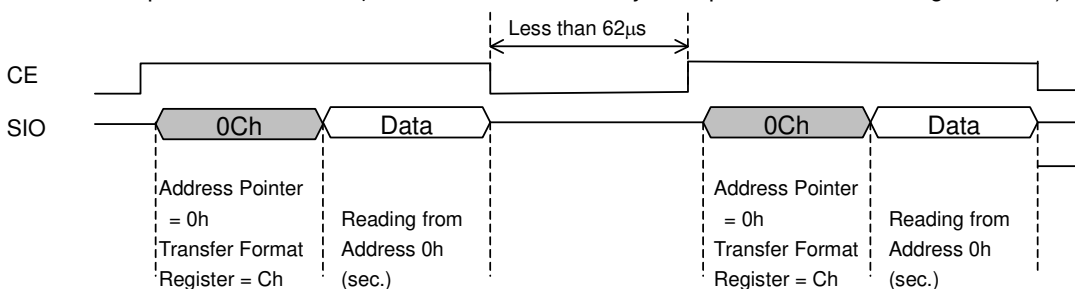 Less than 62µs
CE
SIO
0Ch
Data
0Ch
Data
Address Pointer
= 0h
Transfer Format
Register = Ch
Reading from
Address 0h
(sec.)
Address Pointer
= 0h
Transfer Format
Register = Ch
Reading from
Address 0h
(sec.)